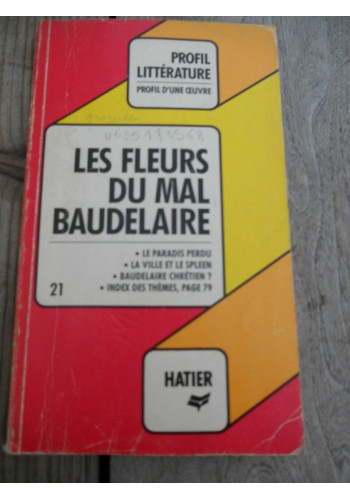 PROFIL
LITTÉRATURE
PROFIL D'UNE ŒUVRE
LES FLEURS
DU MAL
BAUDELAIRE
• LE PARADIS PERDU
• LA VILLE ET LE SPLEEN
• BAUDELAIRE CHRÉTIEN ?
21
• INDEX DES THÈMES, PAGE 79
HATIER